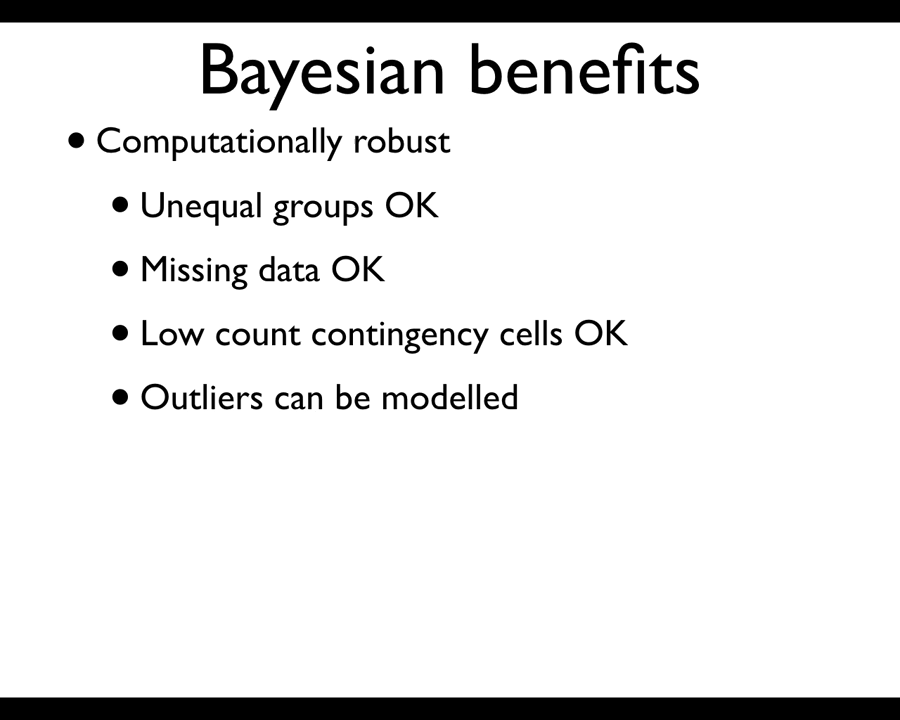 Bayesian benefits
• Computationally robust
• Unequal groups OK
• Missing data OK
• Low count contingency cells OK
• Outliers can be modelled